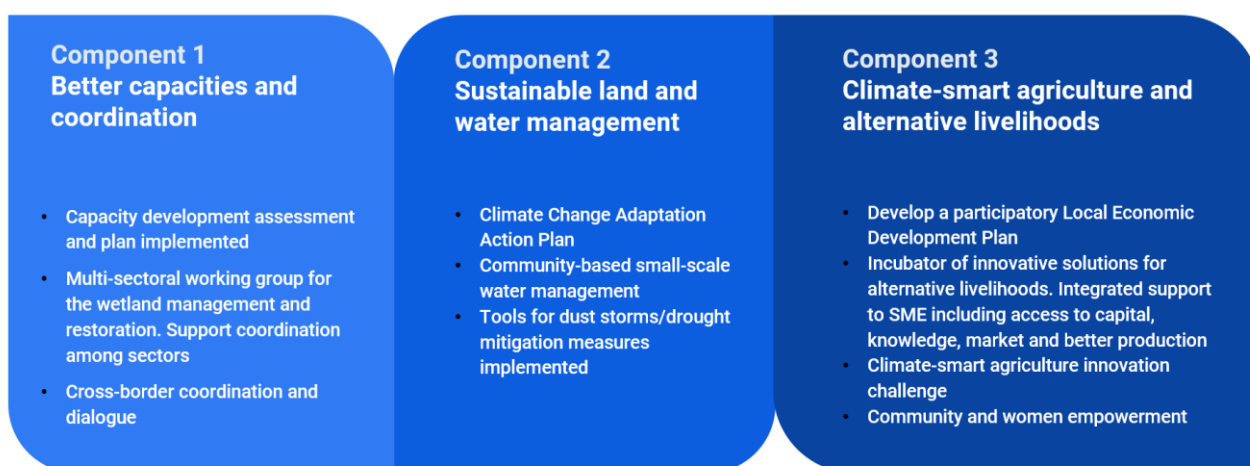 Component 1
Better capacities and
coordination
• Capacity development assessment
and plan implemented
• Multi-sectoral working group for
the wetland management and
restoration. Support coordination
among sectors
• Cross-border coordination and
dialogue
Component 2
Sustainable land and
water management
• Climate Change Adaptation
Action Plan
• Community-based small-scale
water management
• Tools for dust storms/drought
mitigation measures
implemented
Component 3
Climate-smart agriculture and
alternative livelihoods
• Develop a participatory Local Economic
Development Plan
• Incubator of innovative solutions for
alternative livelihoods. Integrated support
to SME including access to capital,
knowledge, market and better production
• Climate-smart agriculture innovation
challenge
• Community and women empowerment